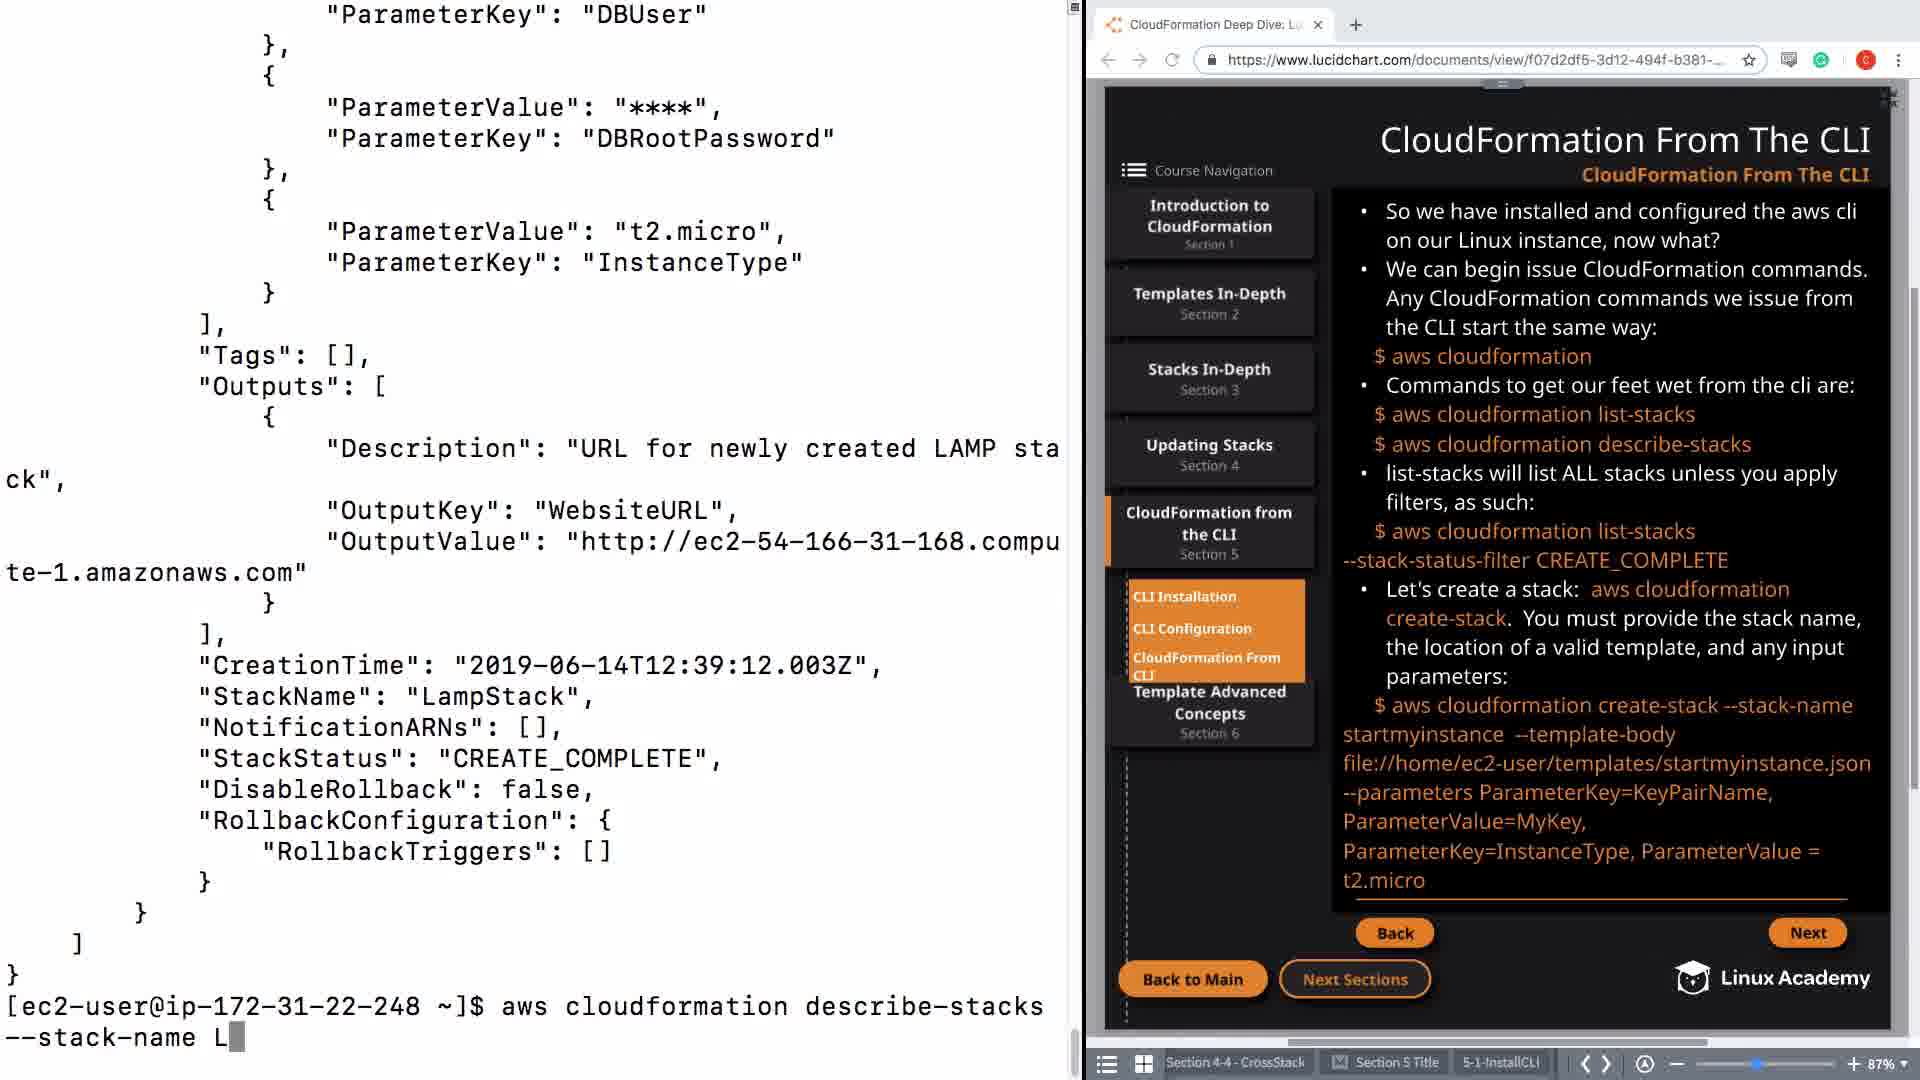 "ParameterKey": "DBUser"
},
{
"ParameterValue": "****",
"ParameterKey": "DBRootPassword"
},
{
"ParameterValue": "t2.micro",
"ParameterKey": "InstanceType"
}
],
"Tags": [],
"Outputs": [
{
"Description": "URL for newly created LAMP sta
ck",
"OutputKey": "WebsiteURL",
"OutputValue": "http://ec2-54-166-31-168.compu
te-1.amazonaws.com"
}
],
"CreationTime": "2019-06-14T12:39:12.003Z",
"StackName": "LampStack",
"NotificationARNs": [],
"StackStatus": "CREATE_COMPLETE",
"DisableRollback": false,
"RollbackConfiguration": {
"RollbackTriggers": []
}
}
]
}
[ec2-user@ip-172-31-22-248 ~]$ aws cloudformation describe-stacks
--stack-name L
CloudFormation Deep Dive:
https://www.lucidchart.com/documents/view/f07d2df5-3d12-494f-b381-...
C
CloudFormation From The CLI
CloudFormation From The CLI
Course Navigation
Introduction to
CloudFormation
Section 1
Templates In-Depth
Section 2
Stacks In-Depth
Section 3
Updating Stacks
Section 4
CloudFormation from
the CLI
Section 5
CLI Installation
CLI Configuration
CloudFormation From
CLI
Template Advanced
Concepts
Section 6
• So we have installed and configured the aws cli
on our Linux instance, now what?
• We can begin issue CloudFormation commands.
Any CloudFormation commands we issue from
the CLI start the same way:
$ aws cloudformation
• Commands to get our feet wet from the cli are:
$ aws cloudformation list-stacks
$ aws cloudformation describe-stacks
• list-stacks will list ALL stacks unless you apply
filters, as such:
$ aws cloudformation list-stacks
--stack-status-filter CREATE_COMPLETE
• Let's create a stack: aws cloudformation
create-stack. You must provide the stack name,
the location of a valid template, and any input
parameters:
$ aws cloudformation create-stack --stack-name
startmyinstance --template-body
file://home/ec2-user/templates/startmyinstance.json
--parameters ParameterKey=KeyPairName,
ParameterValue=MyKey,
ParameterKey=InstanceType, ParameterValue =
t2.micro
Back
Next
Back to Main
Next Sections
Linux Academy
Section 4-4 - CrossStack
Section 5 Title
5-1-InstallCLI
87%